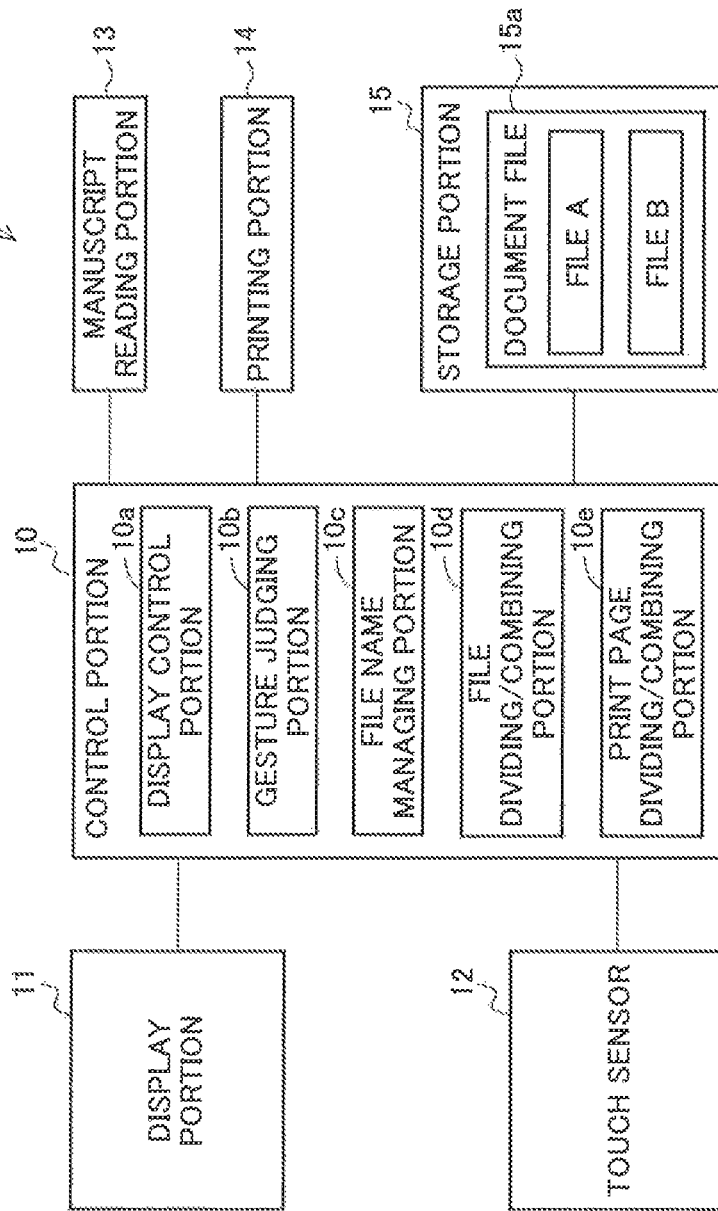 11
DISPLAY
PORTION
12
TOUCH SENSOR
10
CONTROL PORTION
10a
DISPLAY CONTROL
PORTION
10b
GESTURE JUDGING
PORTION
10c
FILE NAME
MANAGING PORTION
10d
FILE
DIVIDING/COMBINING
PORTION
10e
PRINT PAGE
DIVIDING/COMBINING
PORTION
13
MANUSCRIPT
READING PORTION
14
PRINTING PORTION
15
STORAGE PORTION
15a
DOCUMENT FILE
FILE A
FILE B